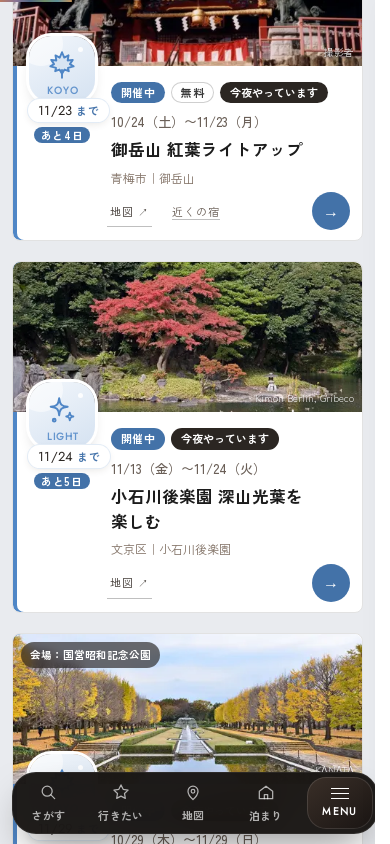 撮影者
KOYO
11/23 まで
あと4日
開催中
無料
今夜やっています
10/24（土）〜11/23（月）
御岳山 紅葉ライトアップ
青梅市｜御岳山
地図 ↗
近くの宿
→
Kimon Berlin, Gribeco
LIGHT
11/24 まで
あと5日
開催中
今夜やっています
11/13（金）〜11/24（火）
小石川後楽園 深山光葉を
楽しむ
文京区｜小石川後楽園
地図 ↗
→
会場：国営昭和記念公園
さがす
行きたい
地図
泊まり
MENU
10/29（木）〜11/29（日）